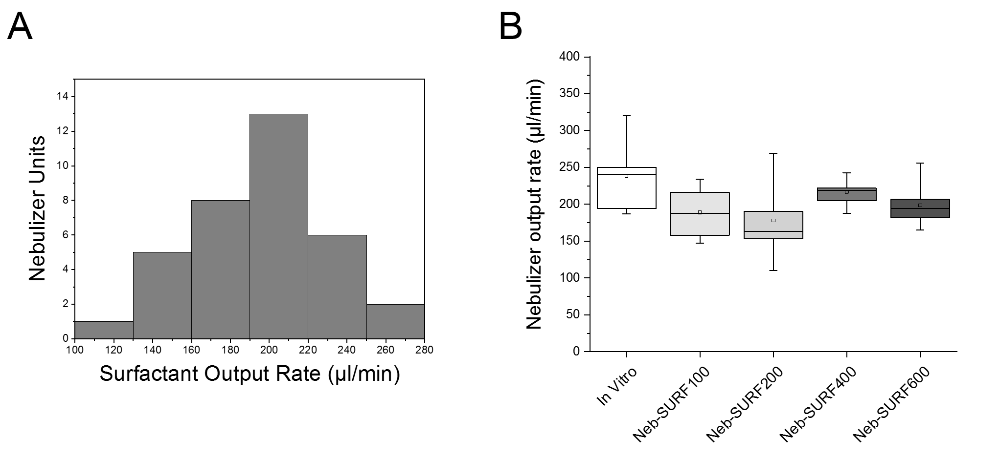 A
B
14
12
10
8
6
4
2
0
100 120 140 160 180 200 220 240 260 280
Nebulizer Units
Surfactant Output Rate (µl/min)
400
350
300
250
200
150
100
50
0
Nebulizer output rate (µl/min)
In Vitro
Neb-SURF100
Neb-SURF200
Neb-SURF400
Neb-SURF600